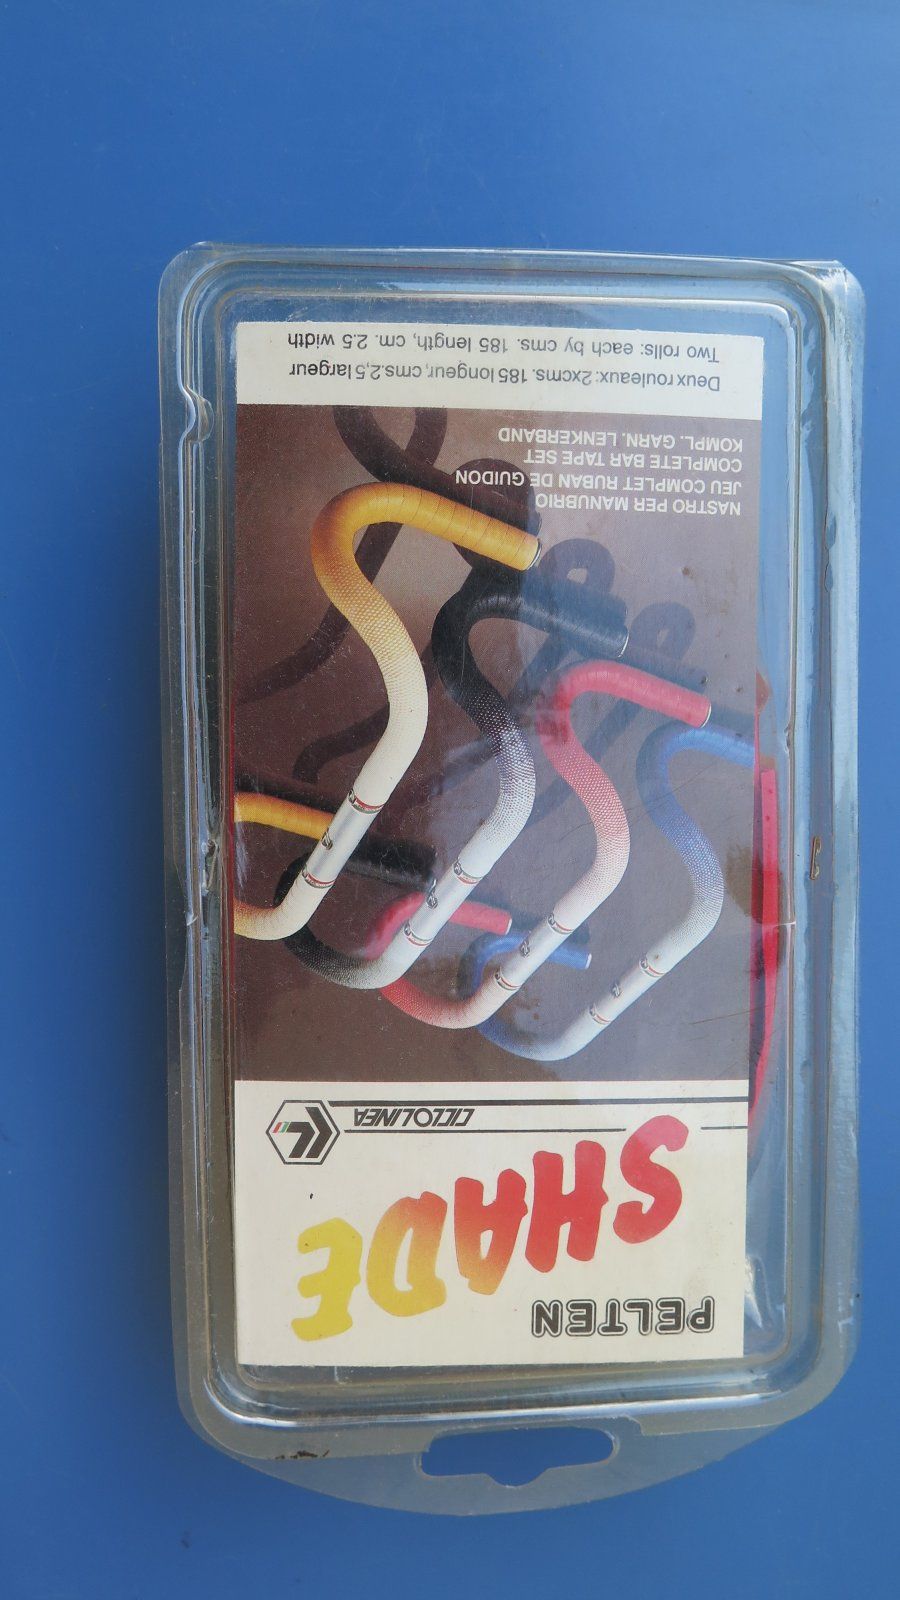 PELTEN
SHADE
CICLOLINEA
NASTRO PER MANUBRIO
JEU COMPLET RUBAN DE GUIDON
COMPLETE BAR TAPE SET
KOMPL. GARN. LENKERBAND
Deux rouleaux: 2xcms. 185 longeur, cms.2,5 largeur
Two rolls: each by cms. 185 length, cm. 2.5 width